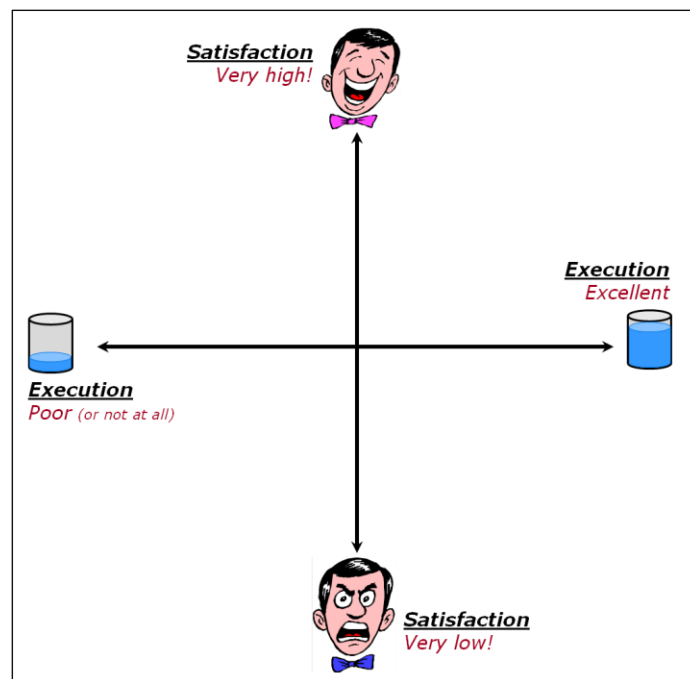 Satisfaction
Very high!
Execution
Excellent
Execution
Poor (or not at all)
Satisfaction
Very low!